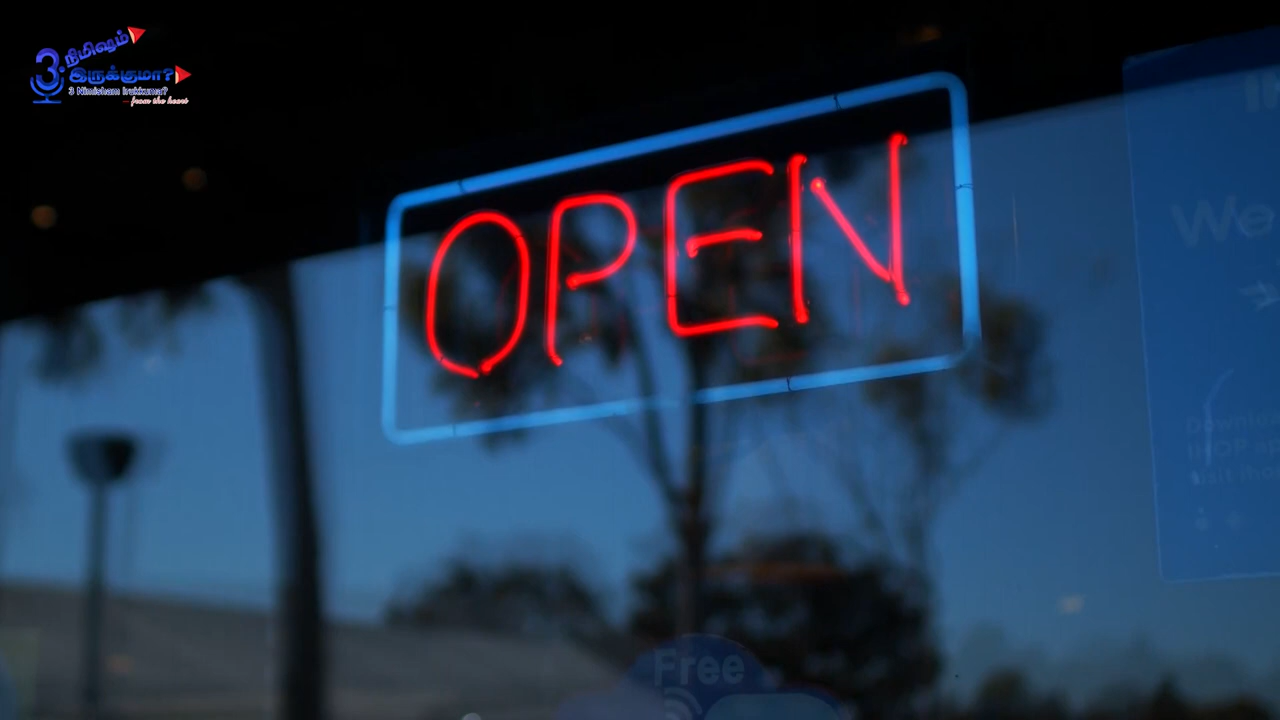 3 நிமிஷம்
இருக்குமா?
3 Nimisham Irukkuma?
from the heart
OPEN
We
Free